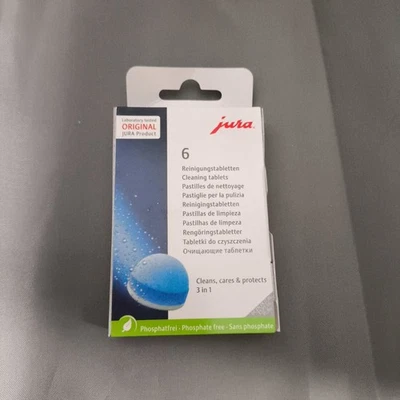 Laboratory tested
ORIGINAL
JURA Product
jura
6
Reinigungstabletten
Cleaning tablets
Pastilles de nettoyage
Pastiglie per la pulizia
Reinigingstabletten
Pastillas de limpieza
Pastilhas de limpeza
Rengöringstabletter
Tabletki do czyszczenia
Очищающие таблетки
Cleans, cares & protects
3 in 1
Phosphatfrei - Phosphate free - Sans phosphate